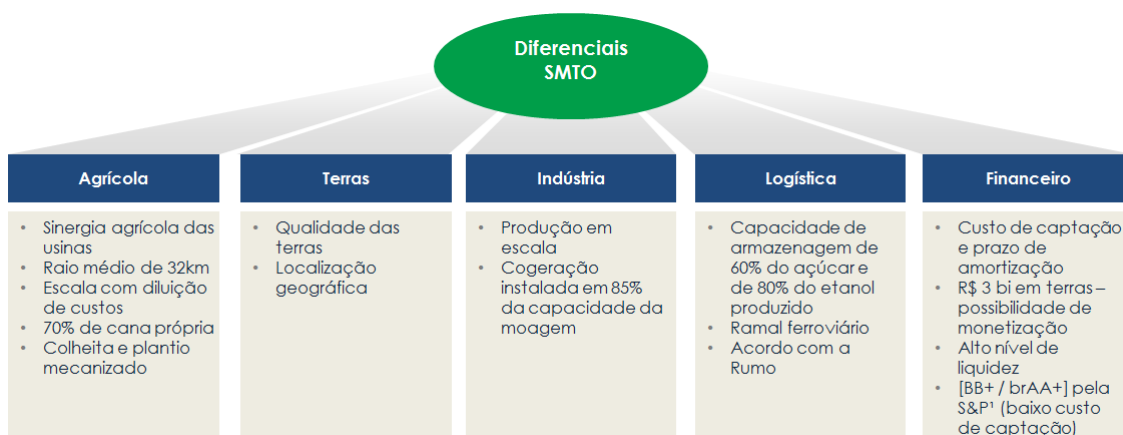 Diferenciais
SMTO
Agrícola
• Sinergia agrícola das
usinas
• Raio médio de 32km
• Escala com diluição
de custos
• 70% de cana própria
• Colheita e plantio
mecanizado
Terras
• Qualidade das
terras
• Localização
geográfica
Indústria
• Produção em
escala
• Cogeração
instalada em 85%
da capacidade da
moagem
Logística
• Capacidade de
armazenagem de
60% do açúcar e
de 80% do etanol
produzido
• Ramal ferroviário
• Acordo com a
Rumo
Financeiro
• Custo de captação
e prazo de
amortização
• R$ 3 bi em terras –
possibilidade de
monetização
• Alto nível de
liquidez
• [BB+ / brAA+] pela
S&P¹ (baixo custo
de captação)